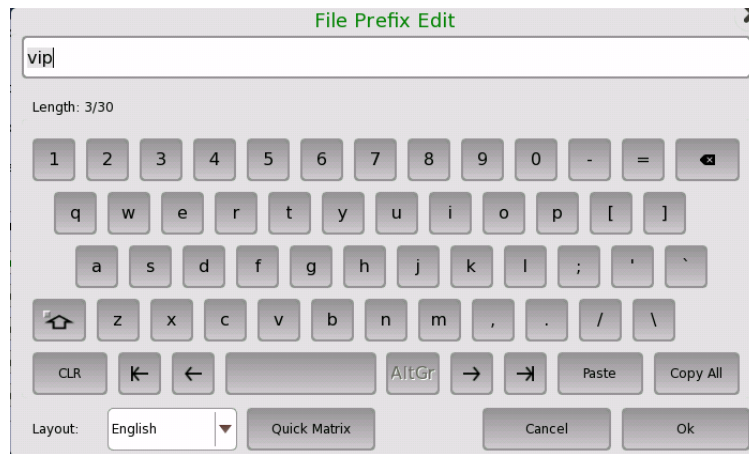 File Prefix Edit
vip
Length: 3/30
1 2 3 4 5 6 7 8 9 0 - =
q w e r t y u i o p [ ]
a s d f g h j k l ; ' `
z x c v b n m , . / \
CLR AltGr Paste Copy All
Layout: English Quick Matrix Cancel Ok